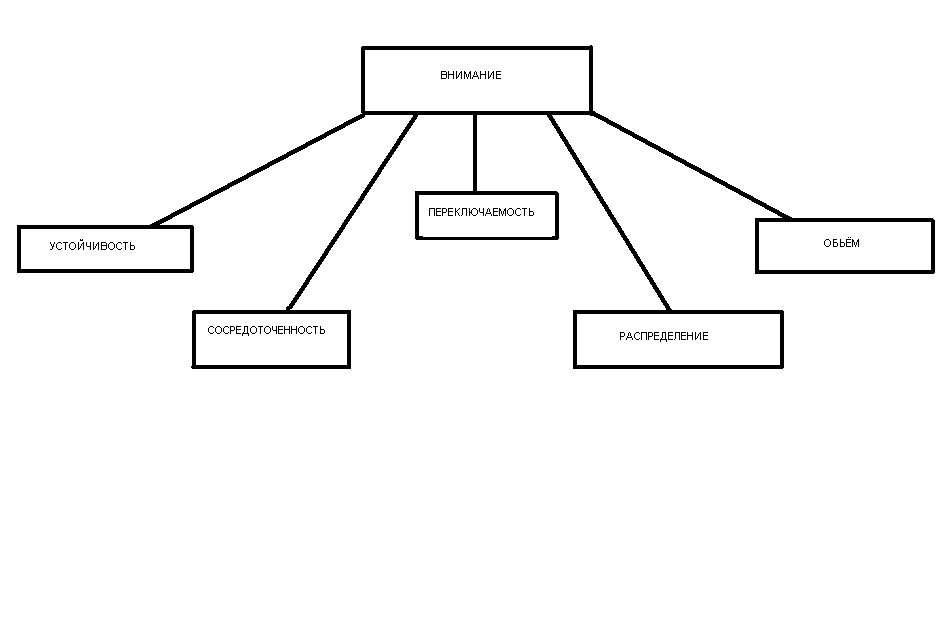 ВНИМАНИЕ
ПЕРЕКЛЮЧАЕМОСТЬ
УСТОЙЧИВОСТЬ
ОБЬЁМ
СОСРЕДОТОЧЕННОСТЬ
РАСПРЕДЕЛЕНИЕ